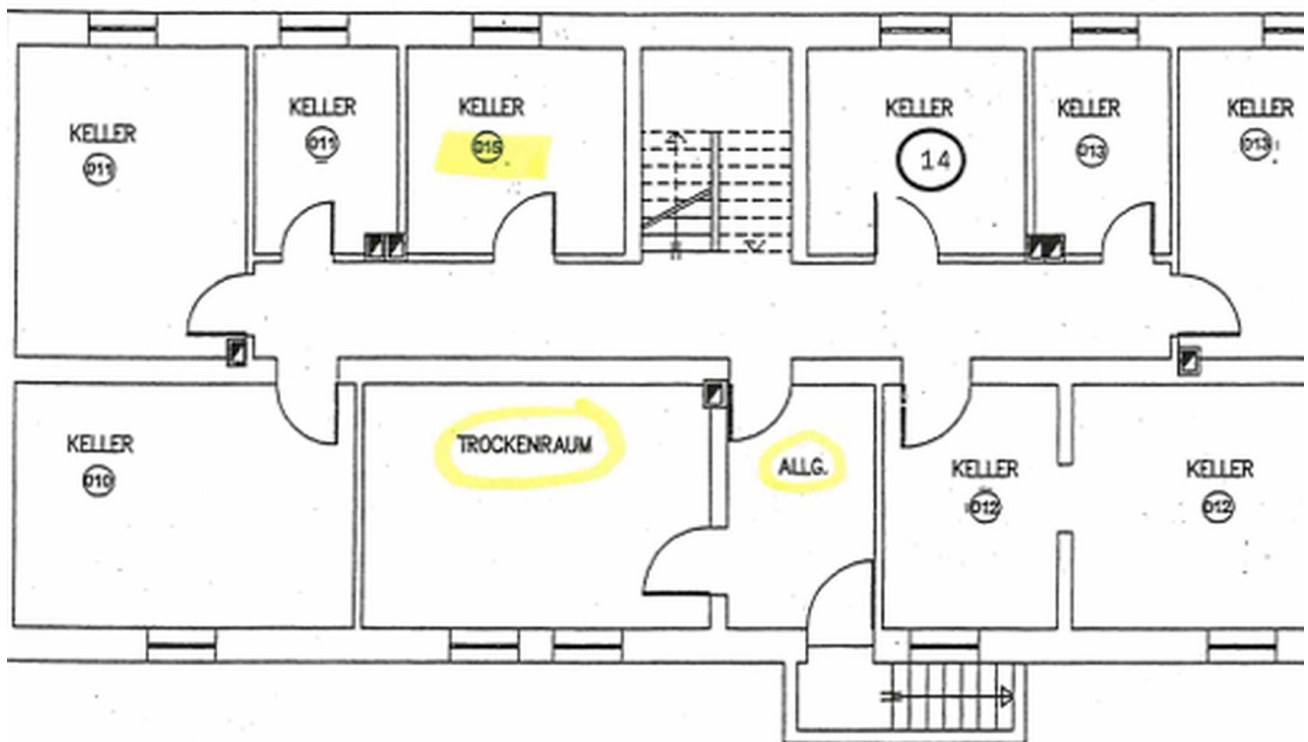 KELLER
011
KELLER
011
KELLER
015
KELLER
14
KELLER
013
KELLER
013
KELLER
010
TROCKENRAUM
ALLG.
KELLER
012
KELLER
012